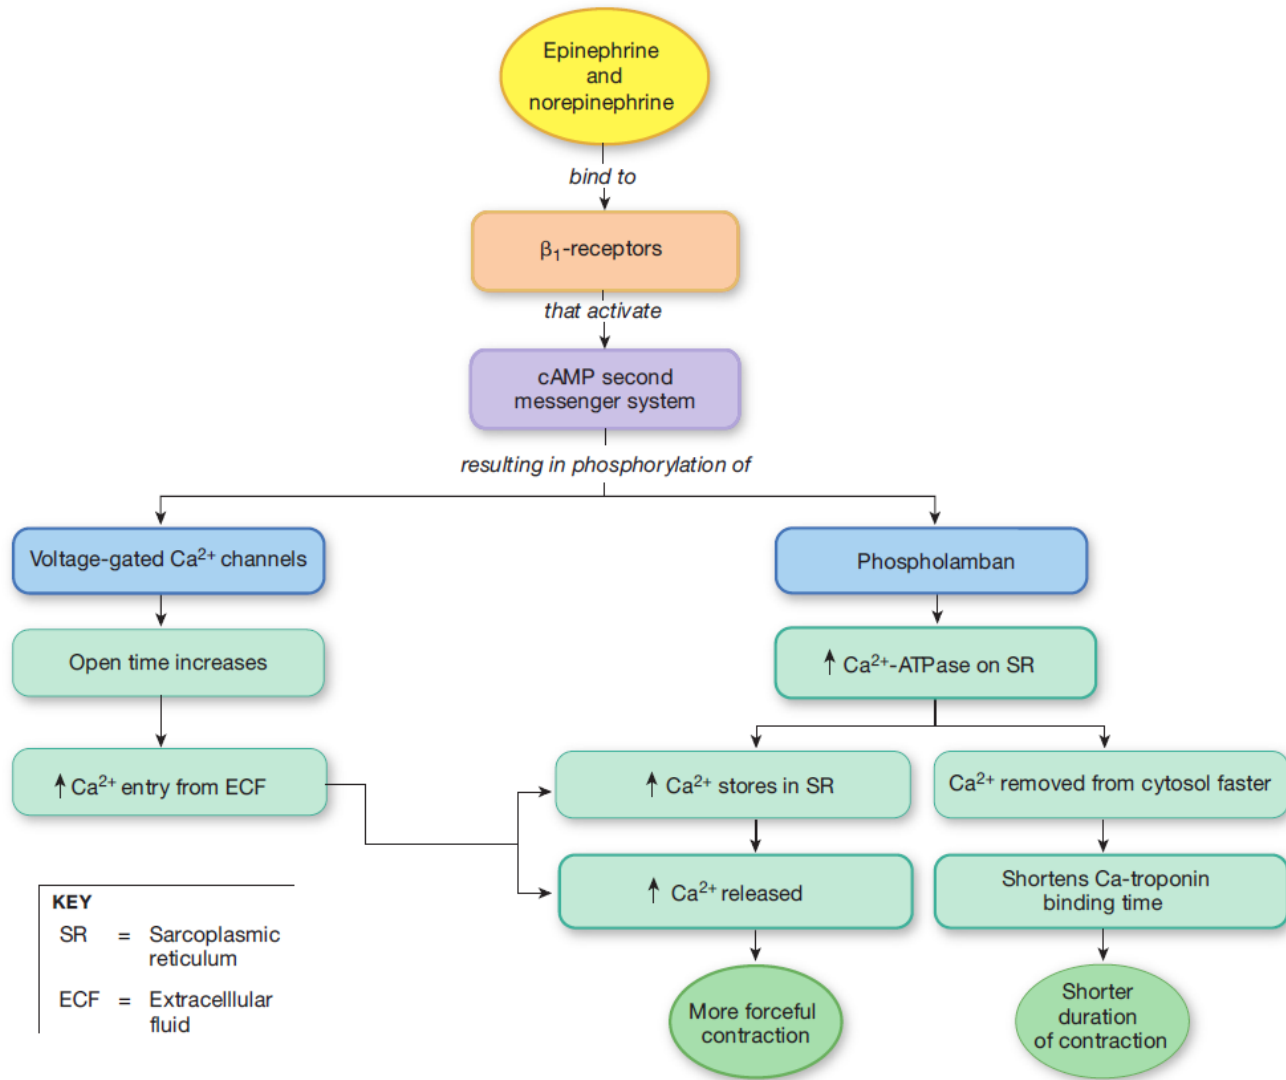 Epinephrine
and
norepinephrine
bind to
β₁-receptors
that activate
cAMP second
messenger system
resulting in phosphorylation of
Voltage-gated Ca²⁺ channels
Phospholamban
Open time increases
↑ Ca²⁺-ATPase on SR
↑ Ca²⁺ entry from ECF
↑ Ca²⁺ stores in SR
Ca²⁺ removed from cytosol faster
↑ Ca²⁺ released
Shortens Ca-troponin
binding time
More forceful
contraction
Shorter
duration
of contraction
KEY
SR = Sarcoplasmic
reticulum
ECF = Extracelllular
fluid